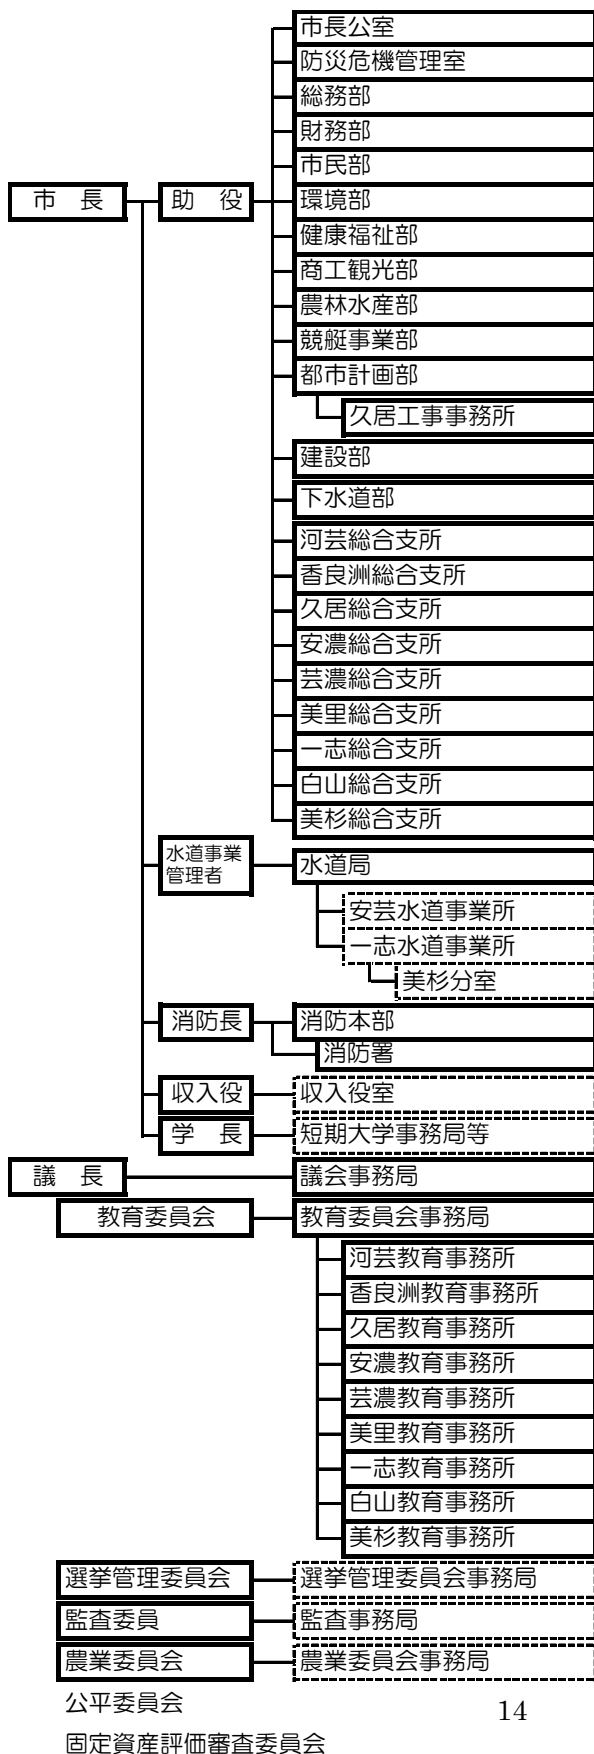 市長公室
防災危機管理室
総務部
財務部
市民部
市　長
助　役
環境部
健康福祉部
商工観光部
農林水産部
競艇事業部
都市計画部
久居工事事務所
建設部
下水道部
河芸総合支所
香良洲総合支所
久居総合支所
安濃総合支所
芸濃総合支所
美里総合支所
一志総合支所
白山総合支所
美杉総合支所
水道事業
管理者
水道局
安芸水道事業所
一志水道事業所
美杉分室
消防長
消防本部
消防署
収入役
収入役室
学　長
短期大学事務局等
議　長
議会事務局
教育委員会
教育委員会事務局
河芸教育事務所
香良洲教育事務所
久居教育事務所
安濃教育事務所
芸濃教育事務所
美里教育事務所
一志教育事務所
白山教育事務所
美杉教育事務所
選挙管理委員会
選挙管理委員会事務局
監査委員
監査事務局
農業委員会
農業委員会事務局
公平委員会
14
固定資産評価審査委員会